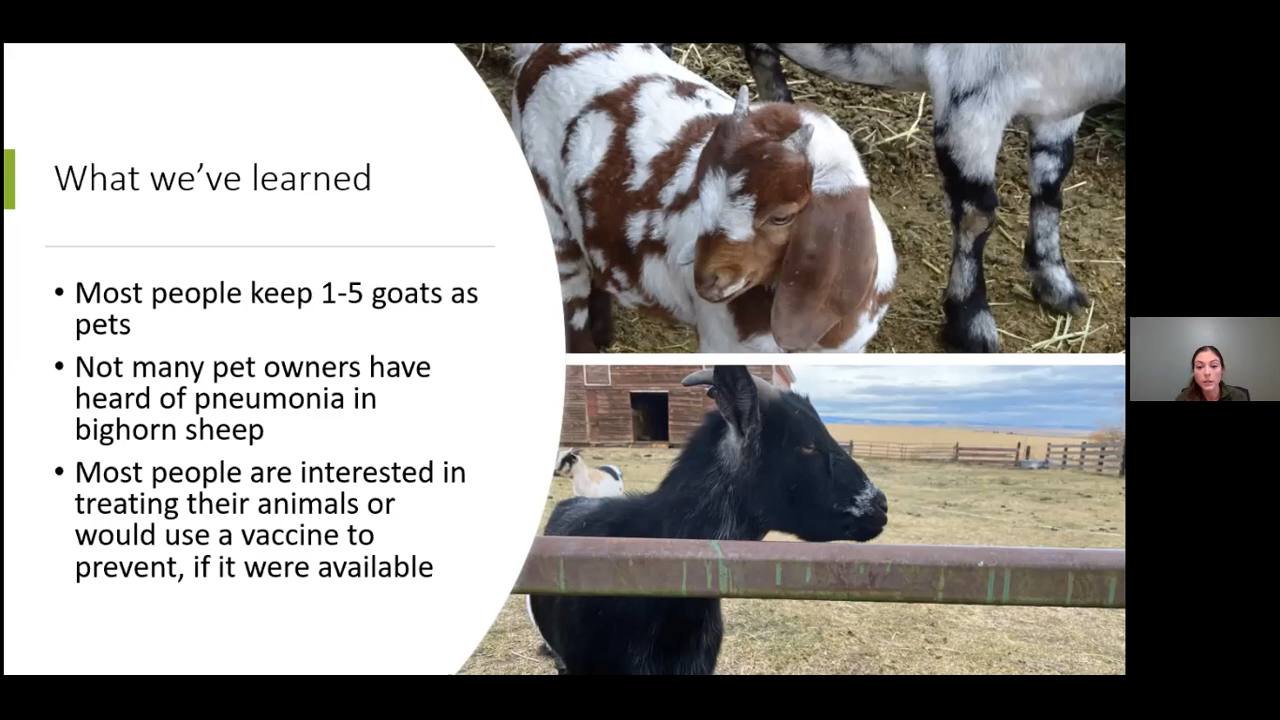 What we’ve learned
• Most people keep 1-5 goats as
pets
• Not many pet owners have
heard of pneumonia in
bighorn sheep
• Most people are interested in
treating their animals or
would use a vaccine to
prevent, if it were available